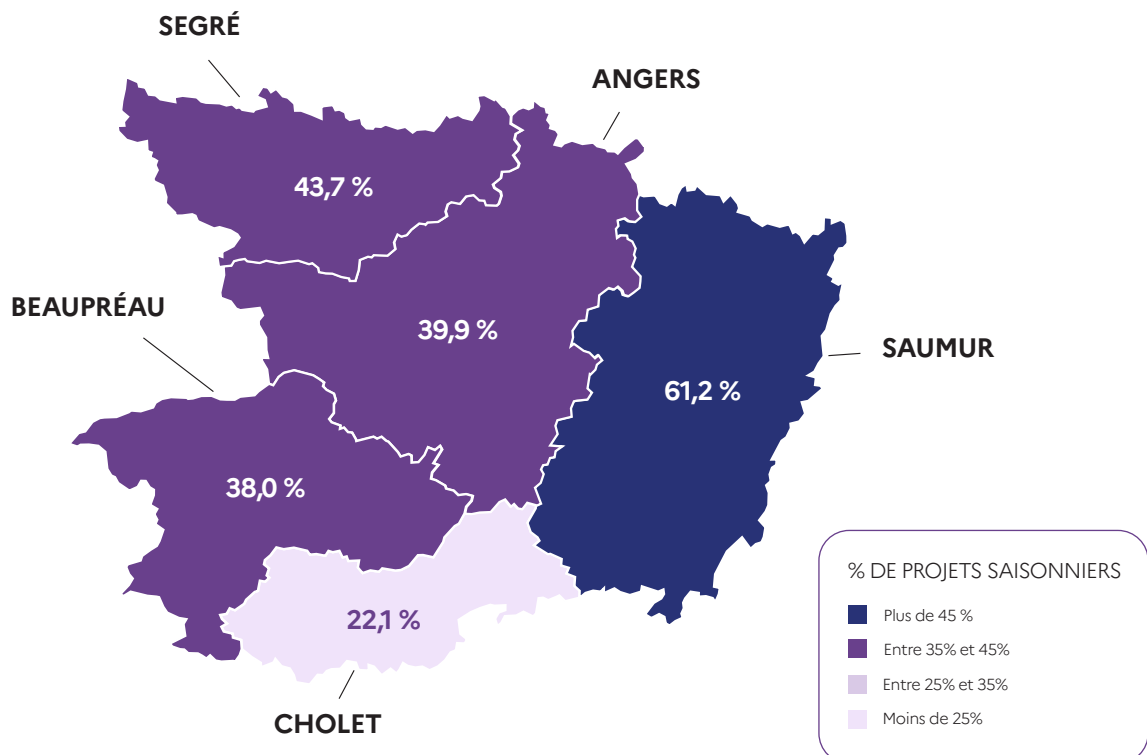 SEGRÉ
ANGERS
43,7 %
BEAUPRÉAU
39,9 %
SAUMUR
61,2 %
38,0 %
22,1 %
CHOLET
% DE PROJETS SAISONNIERS
Plus de 45 %
Entre 35% et 45%
Entre 25% et 35%
Moins de 25%